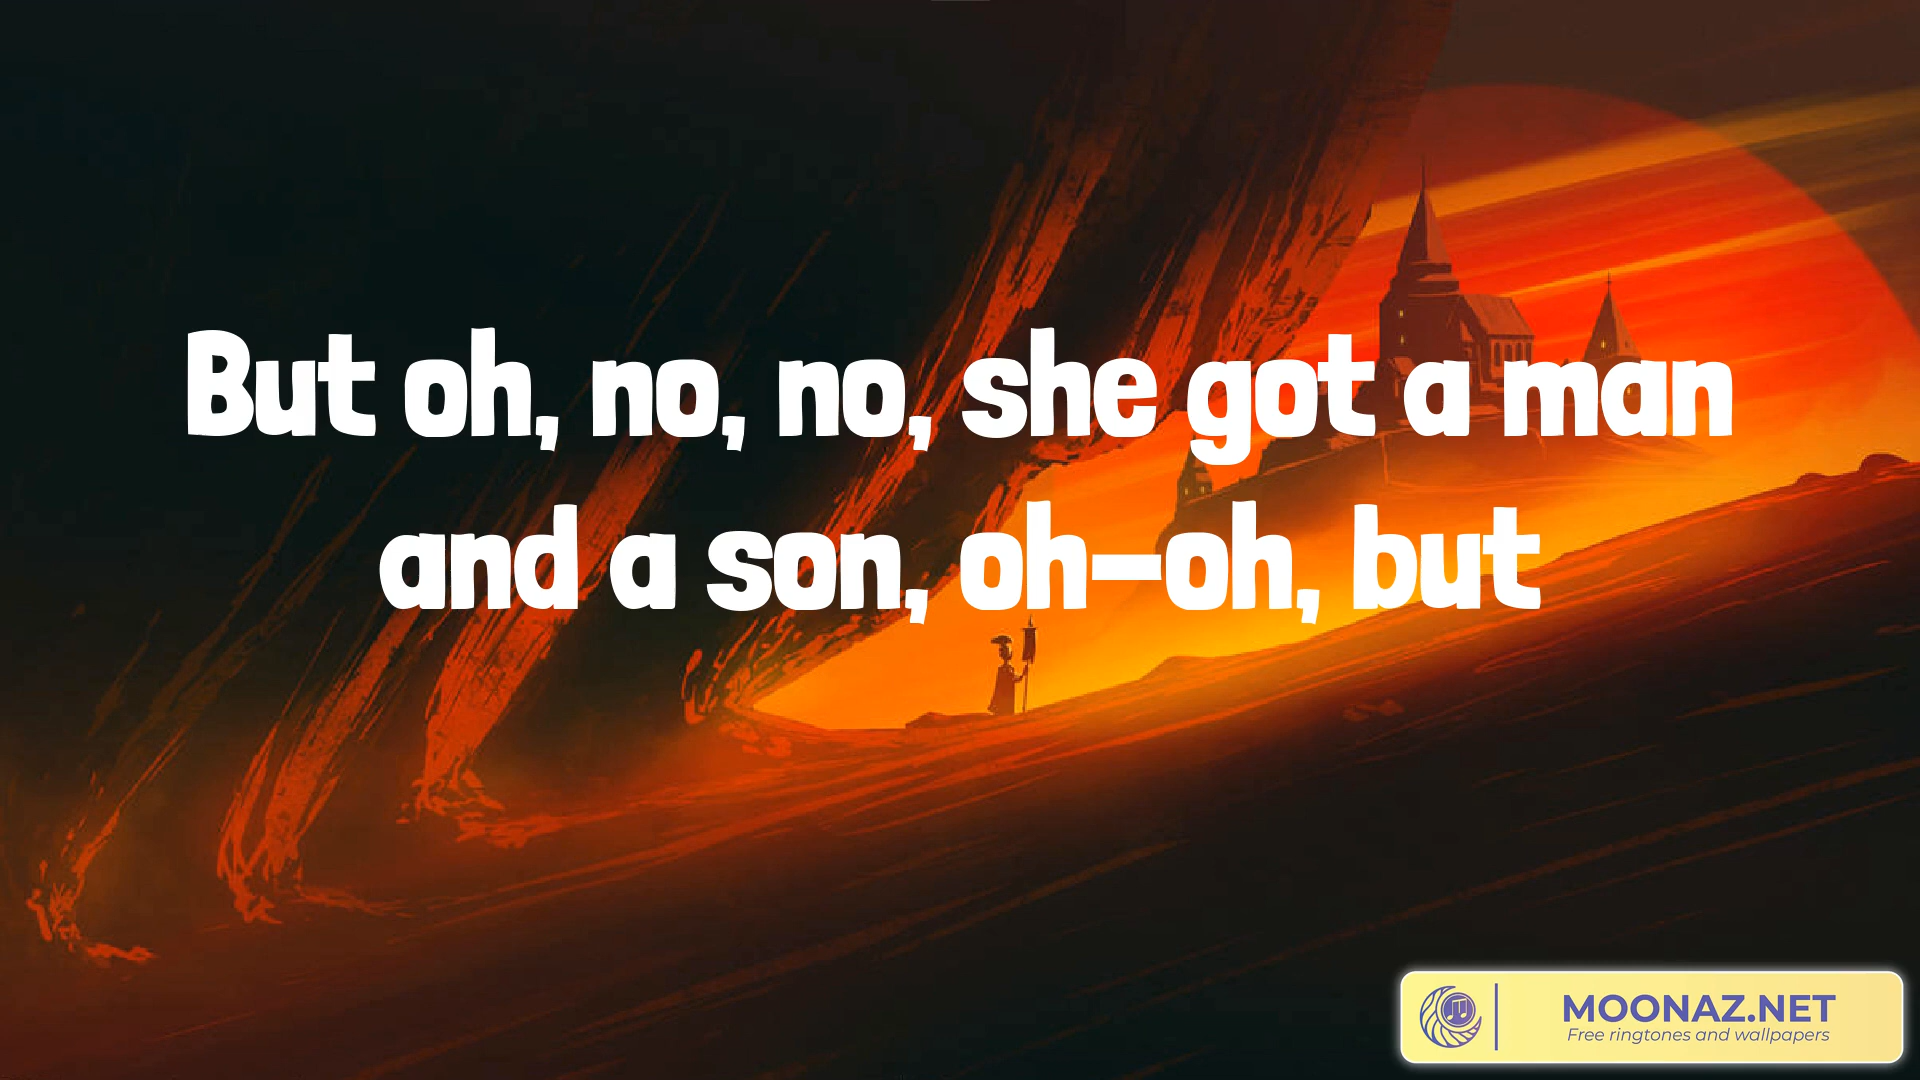 But oh, no, no, she got a man
and a son, oh-oh, but
MOONAZ.NET
Free ringtones and wallpapers